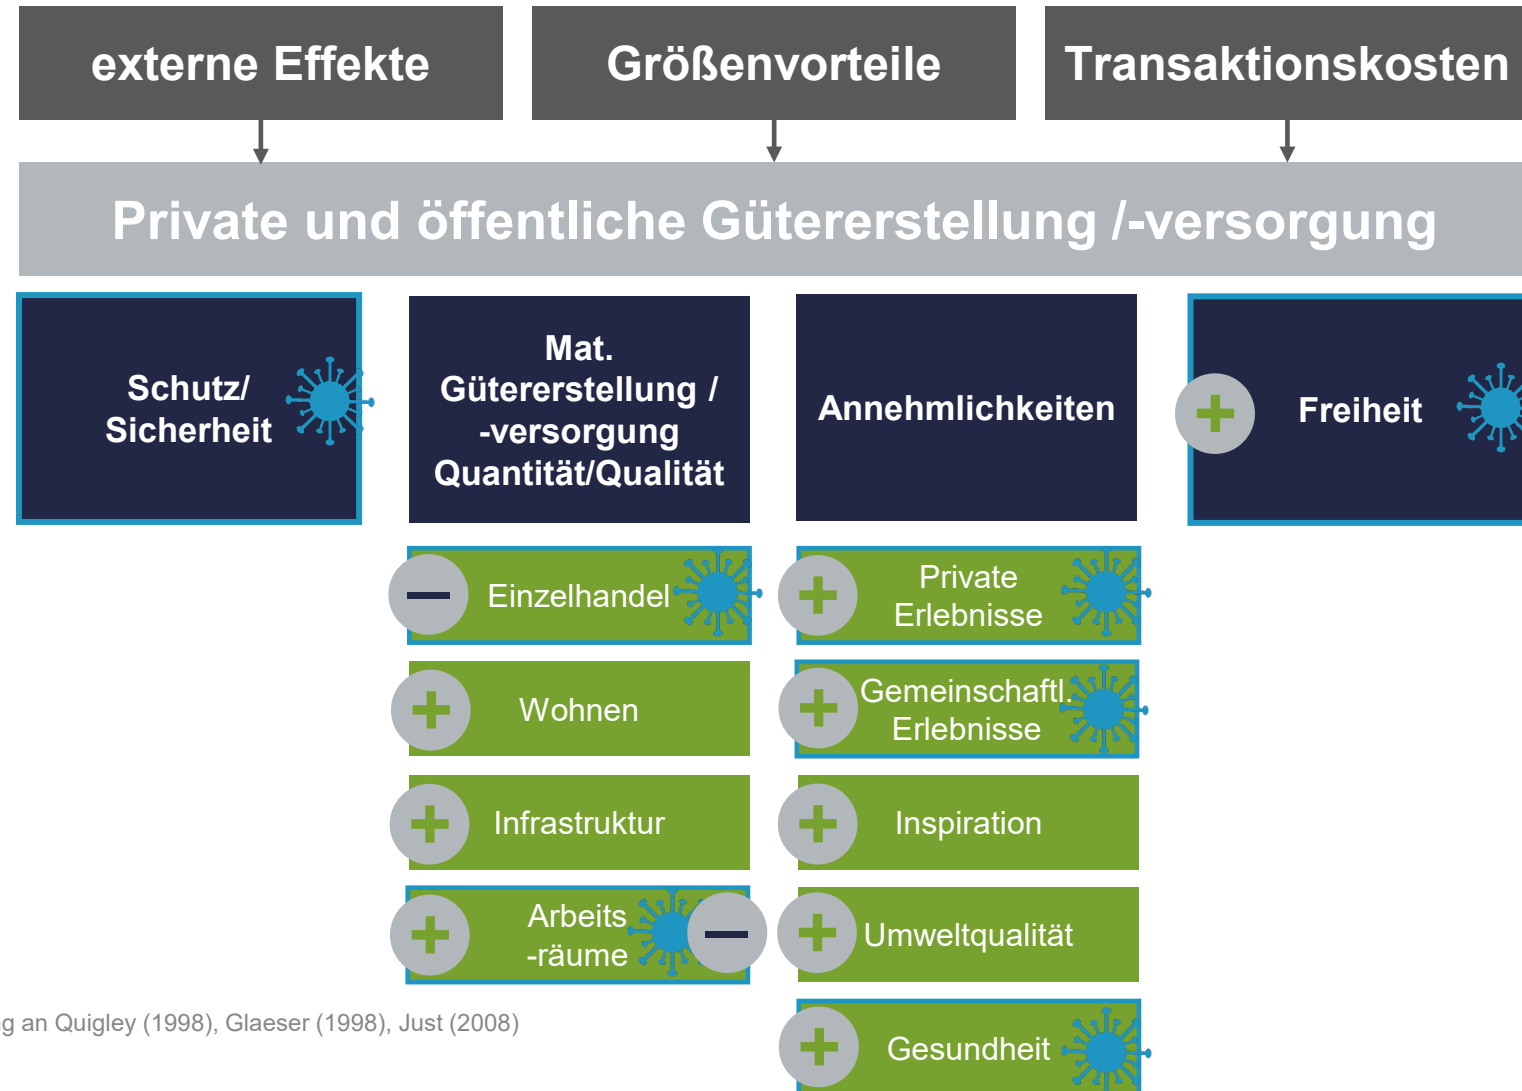 externe Effekte
Größenvorteile
Transaktionskosten
Private und öffentliche Gütererstellung /-versorgung
Schutz/
Sicherheit
Mat.
Gütererstellung /
-versorgung
Quantität/Qualität
Annehmlichkeiten
Freiheit
Einzelhandel
Wohnen
Infrastruktur
Arbeits
-räume
Private
Erlebnisse
Gemeinschaftl.
Erlebnisse
Inspiration
Umweltqualität
Gesundheit
g an Quigley (1998), Glaeser (1998), Just (2008)